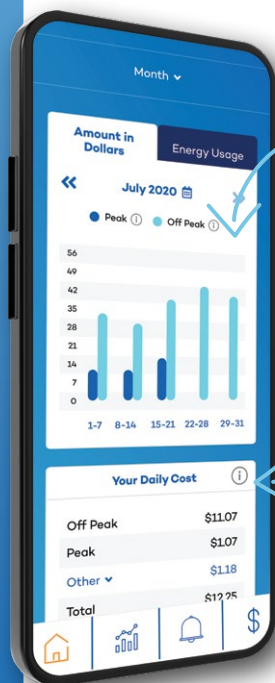 Month
Amount in
Dollars
Energy Usage
July 2020
Peak
Off Peak
56
49
42
35
28
21
14
7
0
1-7 8-14 15-21 22-28 29-31
Your Daily Cost
Off Peak $11.07
Peak $1.07
Other $1.18
Total $12.25